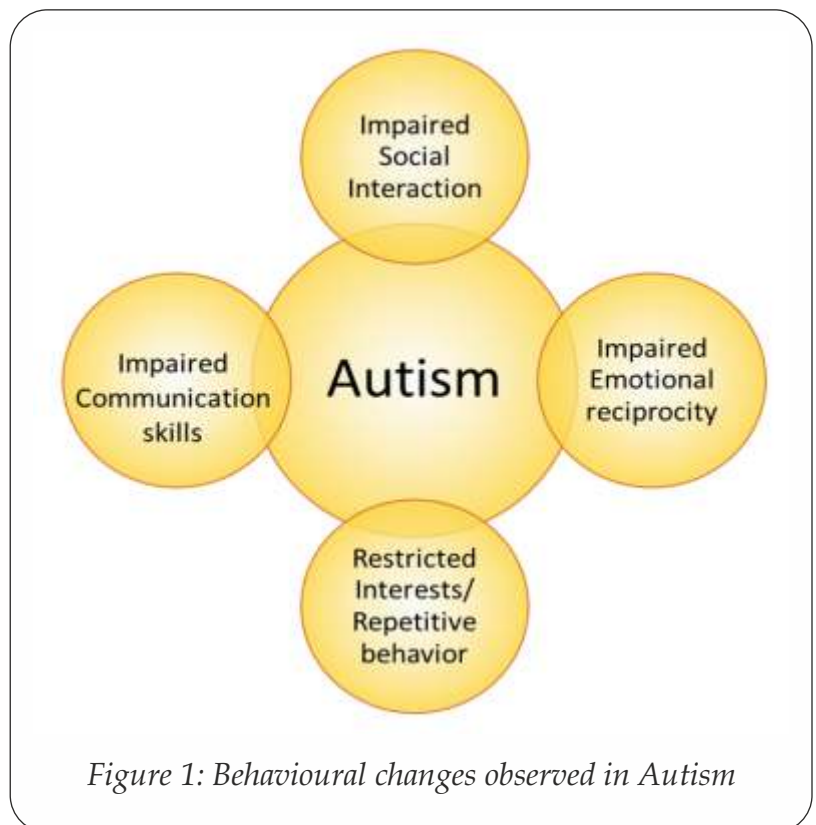 Impaired
Social
Interaction
Impaired
Communication
skills
Autism
Impaired
Emotional
reciprocity
Restricted
Interests/
Repetitive
behavior
Figure 1: Behavioural changes observed in Autism